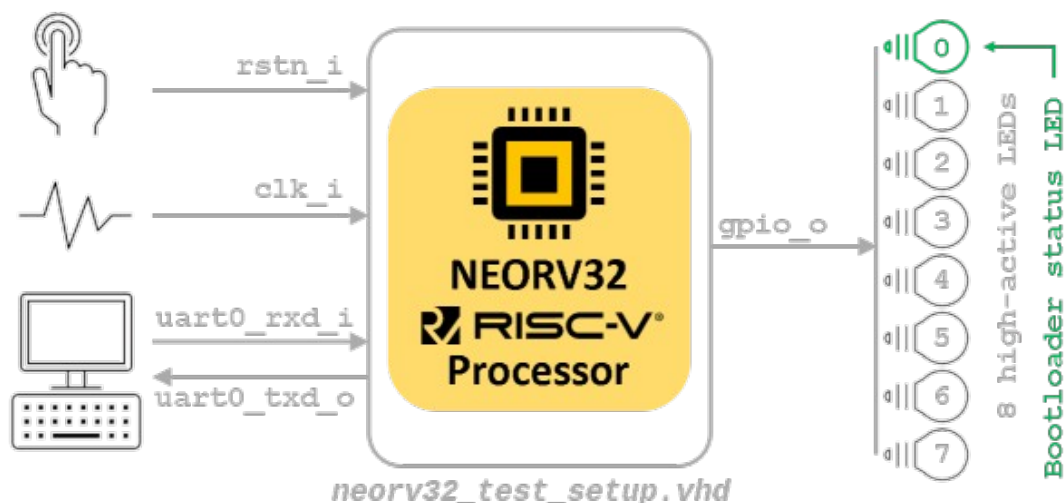 rstn_i
clk_i
uart0_rxd_i
uart0_txd_o
NEORV32
RISC-V®
Processor
gpio_o
0
1
2
3
4
5
6
7
8 high-active LEDs
Bootloader status LED
neorv32_test_setup.vhd